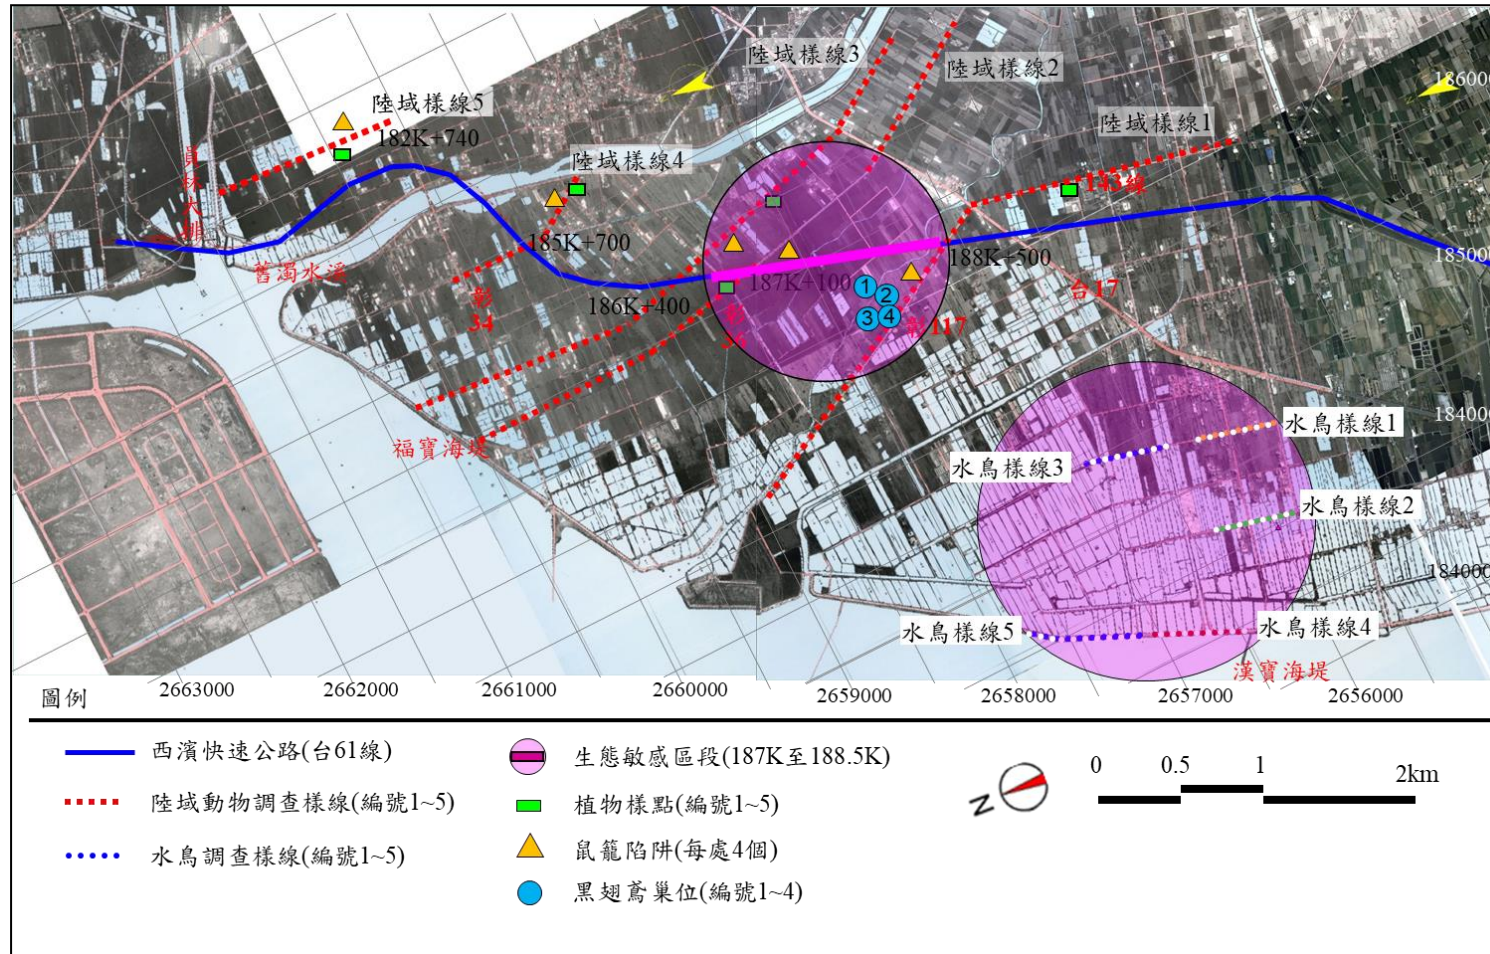 陸域樣線3
陸域樣線2
186000
陸域樣線5
182K+740
陸域樣線1
員林大排
陸域樣線4
143線
185K+700
舊濁水溪
188K+500
185000
187K+100
186K+400
彰34
台17
1
2
3
4
彰117
184000
水鳥樣線1
福寶海堤
水鳥樣線3
水鳥樣線2
184000
水鳥樣線5
水鳥樣線4
漢寶海堤
2663000
2662000
2661000
2660000
2659000
2658000
2657000
2656000
圖例
西濱快速公路(台61線)
陸域動物調查樣線(編號1~5)
水鳥調查樣線(編號1~5)
生態敏感區段(187K至188.5K)
植物樣點(編號1~5)
鼠籠陷阱(每處4個)
黑翅鳶巢位(編號1~4)
N
0 0.5 1 2km